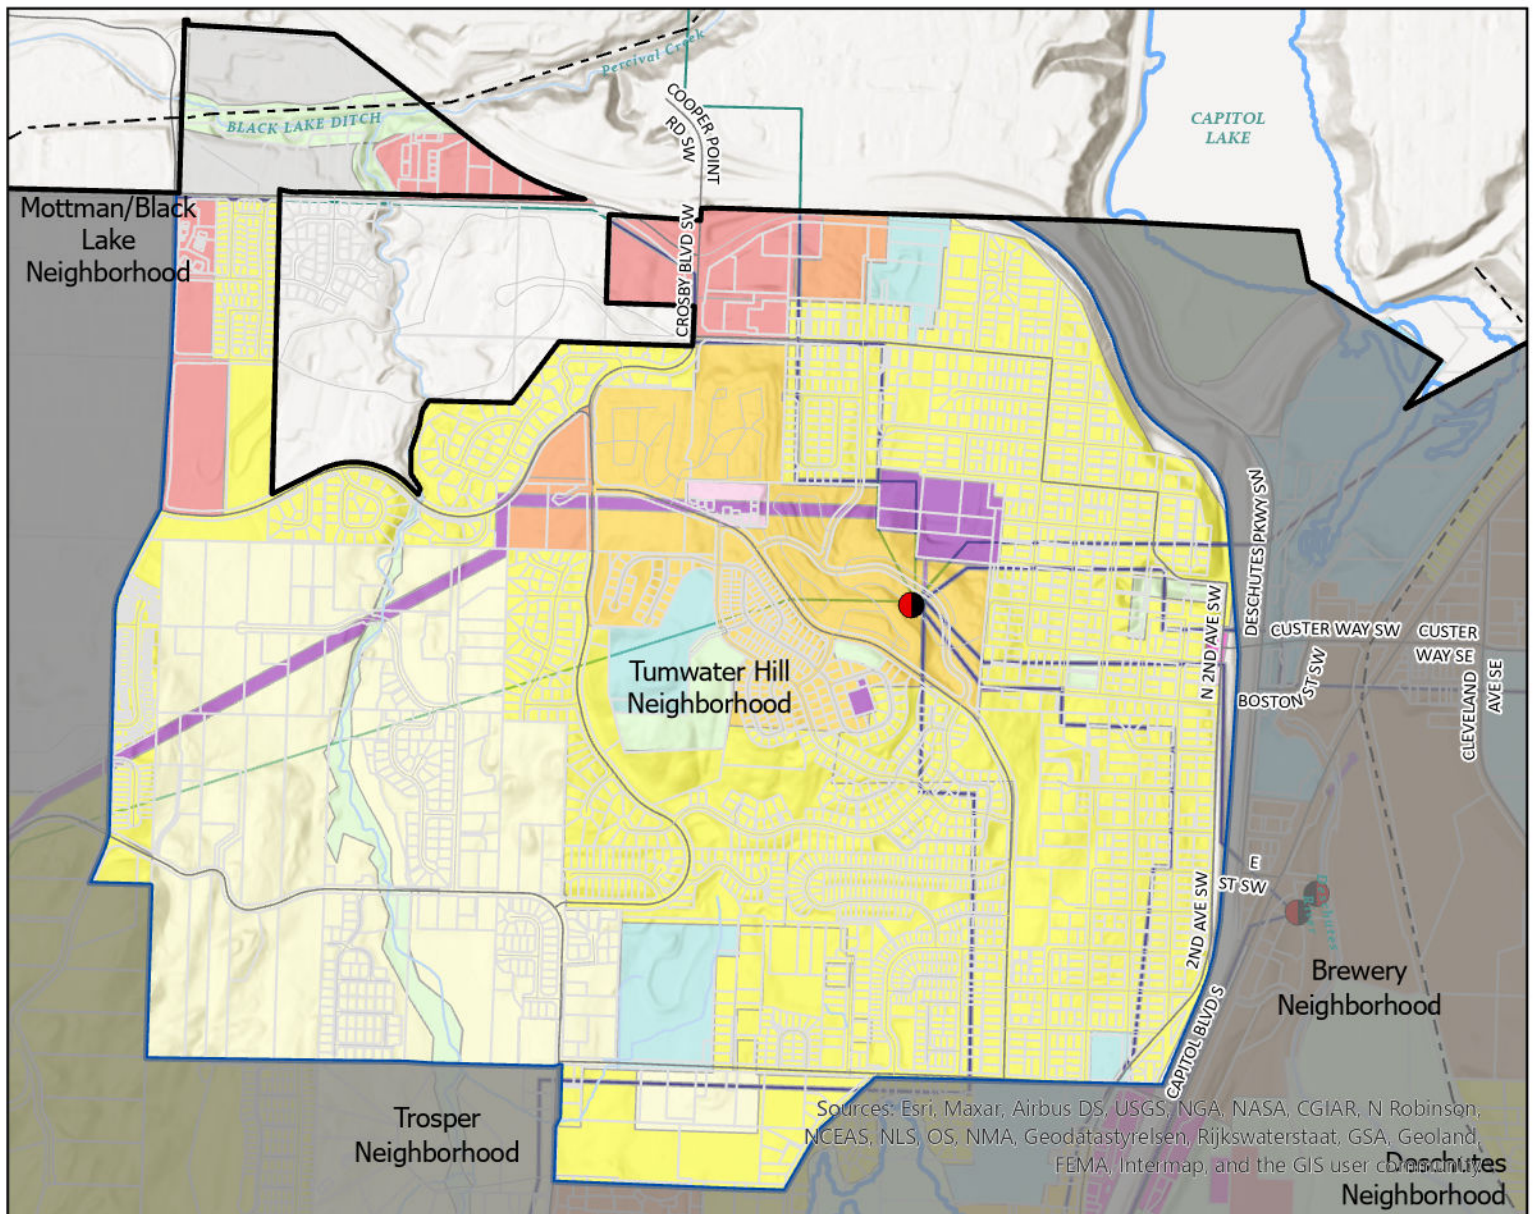 Percival Creek
BLACK LAKE DITCH
COOPER POINT
RD SW
CAPITOL
LAKE
Mottman/Black
Lake
Neighborhood
CROSBY BLVD SW
DESCHUTES PKWY SW
N 2ND AVE SW
CUSTER WAY SW
CUSTER
WAY SE
BOSTON ST SW
CLEVELAND
AVE SE
Tumwater Hill
Neighborhood
E
ST SW
2ND AVE SW
Deschutes
River
Brewery
Neighborhood
CAPITOL BLVD S
Trosper
Neighborhood
Sources: Esri, Maxar, Airbus DS, USGS, NGA, NASA, CGIAR, N Robinson,
NCEAS, NLS, OS, NMA, Geodatastyrelsen, Rijkswaterstaat, GSA, Geoland,
FEMA, Intermap, and the GIS user community
Deschutes
Neighborhood